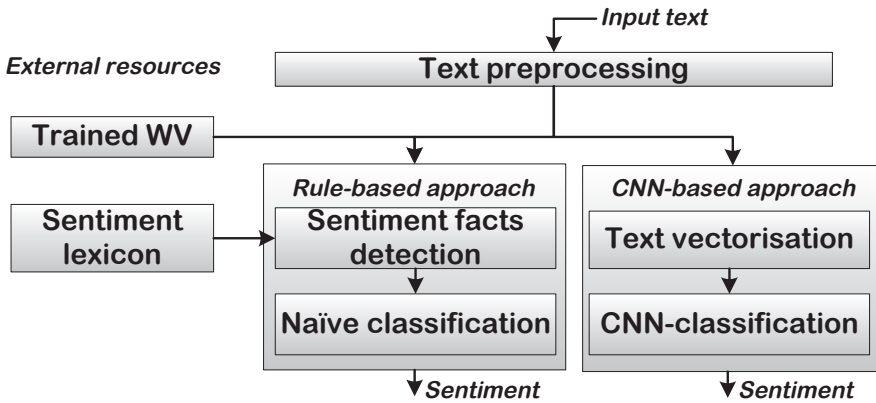 Input text
External resources
Text preprocessing
Trained WV
Rule-based approach
CNN-based approach
Sentiment
lexicon
Sentiment facts
detection
Text vectorisation
Naïve classification
CNN-classification
Sentiment
Sentiment